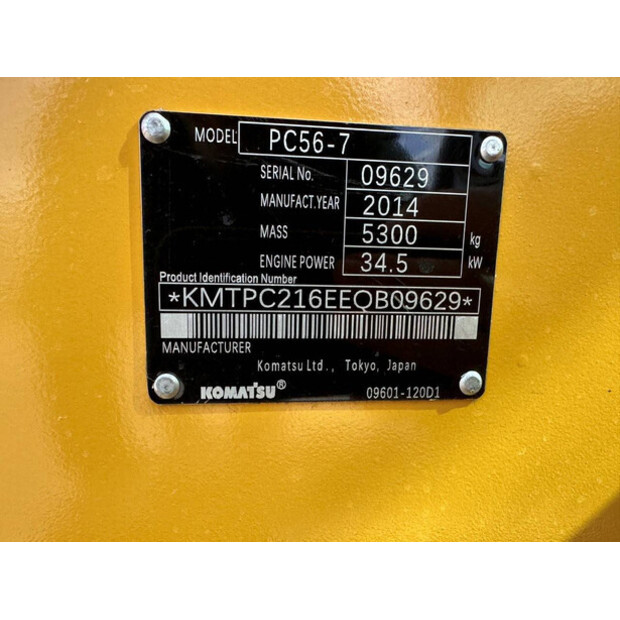 MODEL PC56-7
SERIAL No. 09629
MANUFACT.YEAR 2014
MASS 5300 kg
ENGINE POWER 34.5 kW
Product Identification Number
*KMTPC216EEQB09629*
MANUFACTURER
Komatsu Ltd., Tokyo, Japan
KOMATSU® 09601-120D1